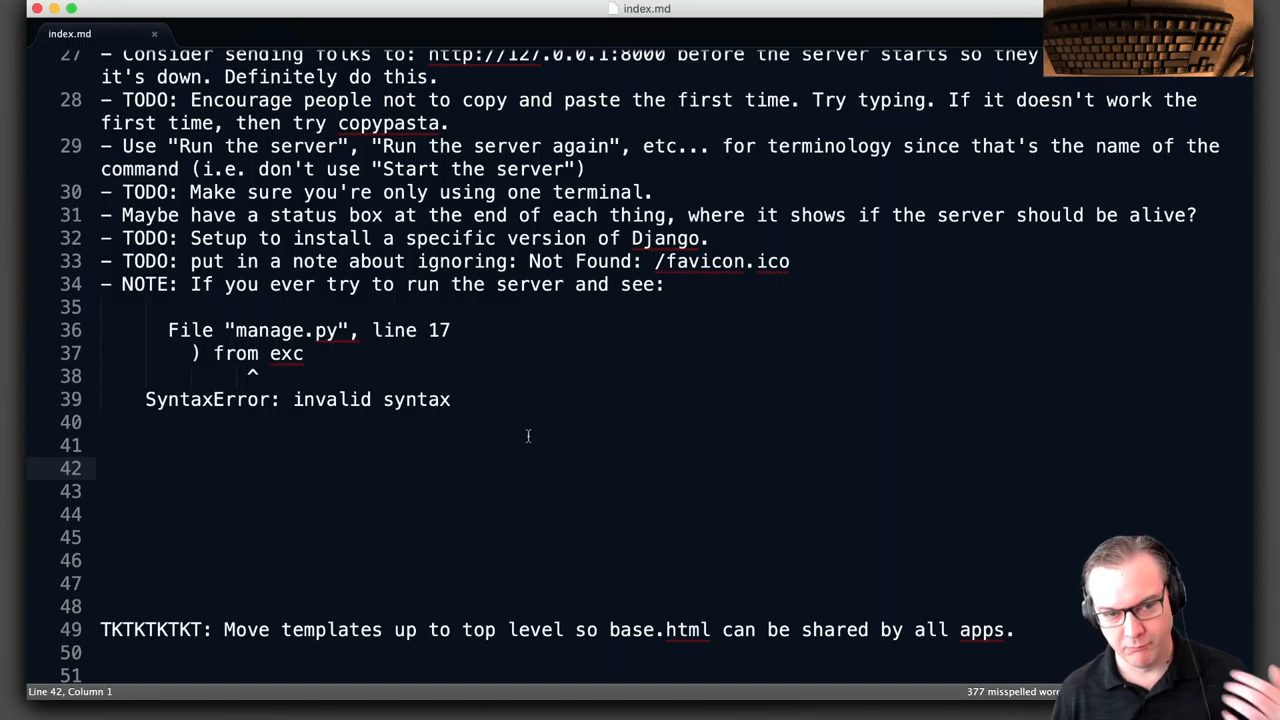 index.md
index.md
27 - Consider sending folks to: http://127.0.0.1:8000 before the server starts so they
it's down. Definitely do this.
28 - TODO: Encourage people not to copy and paste the first time. Try typing. If it doesn't work the
first time, then try copypasta.
29 - Use "Run the server", "Run the server again", etc... for terminology since that's the name of the
command (i.e. don't use "Start the server")
30 - TODO: Make sure you're only using one terminal.
31 - Maybe have a status box at the end of each thing, where it shows if the server should be alive?
32 - TODO: Setup to install a specific version of Django.
33 - TODO: put in a note about ignoring: Not Found: /favicon.ico
34 - NOTE: If you ever try to run the server and see:
35
36 File "manage.py", line 17
37 ) from exc
38 ^
39 SyntaxError: invalid syntax
40
41
42
43
44
45
46
47
48
49 TKTKTKTKT: Move templates up to top level so base.html can be shared by all apps.
50
51
Line 42, Column 1
377 misspelled